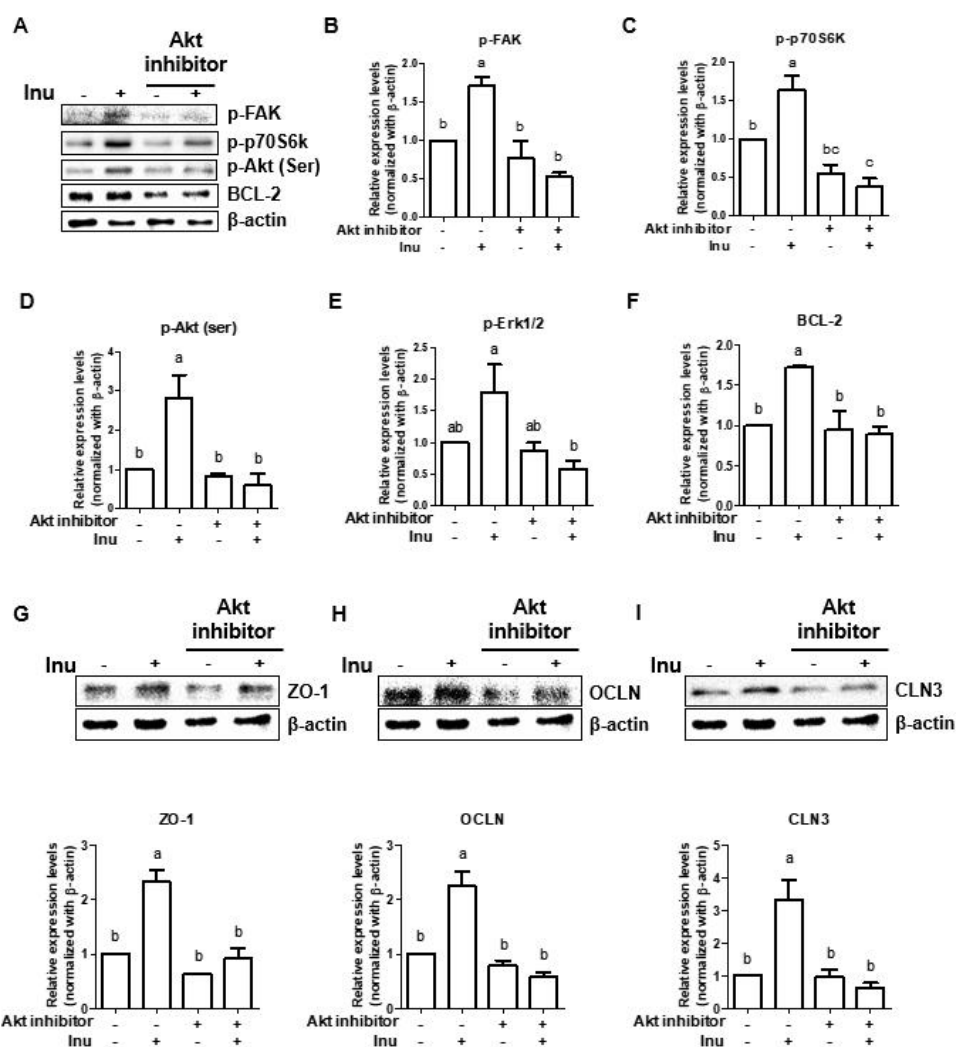 A
Akt
inhibitor
Inu - + - +
p-FAK
p-p70S6k
p-Akt (Ser)
BCL-2
β-actin
B
p-FAK
Relative expression levels
(normalized with β-actin)
2.0
1.5
1.0
0.5
0.0
b a b b
Akt inhibitor - - + +
Inu - + - +
C
p-p70S6K
Relative expression levels
(normalized with β-actin)
2.0
1.5
1.0
0.5
0.0
b a bc c
Akt inhibitor - - + +
Inu - + - +
D
p-Akt (ser)
Relative expression levels
(normalized with β-actin)
4
3
2
1
0
b a b b
Akt inhibitor - - + +
Inu - + - +
E
p-Erk1/2
Relative expression levels
(normalized with β-actin)
2.5
2.0
1.5
1.0
0.5
0.0
ab a ab b
Akt inhibitor - - + +
Inu - + - +
F
BCL-2
Relative expression levels
(normalized with β-actin)
2.0
1.5
1.0
0.5
0.0
b a b b
Akt inhibitor - - + +
Inu - + - +
G
Akt
inhibitor
Inu - + - +
ZO-1
β-actin
ZO-1
Relative expression levels
(normalized with β-actin)
3
2
1
0
b a b b
Akt inhibitor - - + +
Inu - + - +
H
Akt
inhibitor
Inu - + - +
OCLN
β-actin
OCLN
Relative expression levels
(normalized with β-actin)
3
2
1
0
b a b b
Akt inhibitor - - + +
Inu - + - +
I
Akt
inhibitor
Inu - + - +
CLN3
β-actin
CLN3
Relative expression levels
(normalized with β-actin)
5
4
3
2
1
0
b a b b
Akt inhibitor - - + +
Inu - + - +